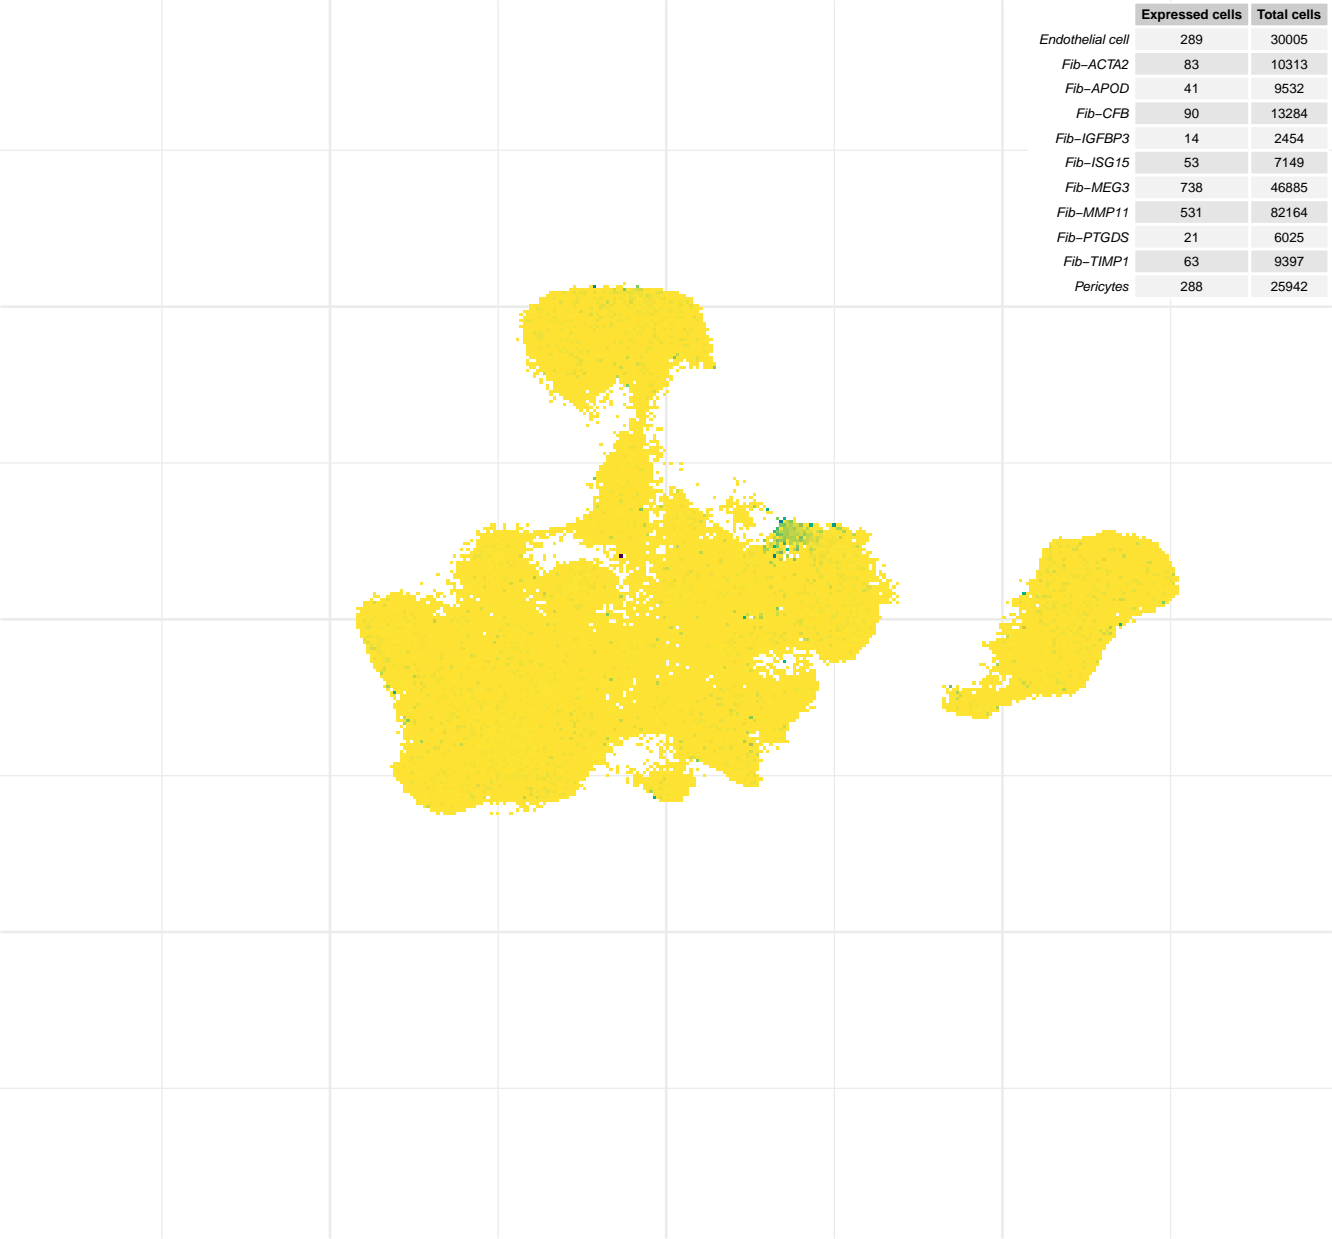 Expressed cells Total cells
Endothelial cell 289 30005
Fib−ACTA2 83 10313
Fib−APOD 41 9532
Fib−CFB 90 13284
Fib−IGFBP3 14 2454
Fib−ISG15 53 7149
Fib−MEG3 738 46885
Fib−MMP11 531 82164
Fib−PTGDS 21 6025
Fib−TIMP1 63 9397
Pericytes 288 25942